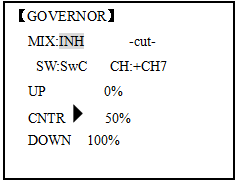 【GOVERNOR】
MIX:INH -cut-
SW:SwC CH:+CH7
UP 0%
CNTR 50%
DOWN 100%